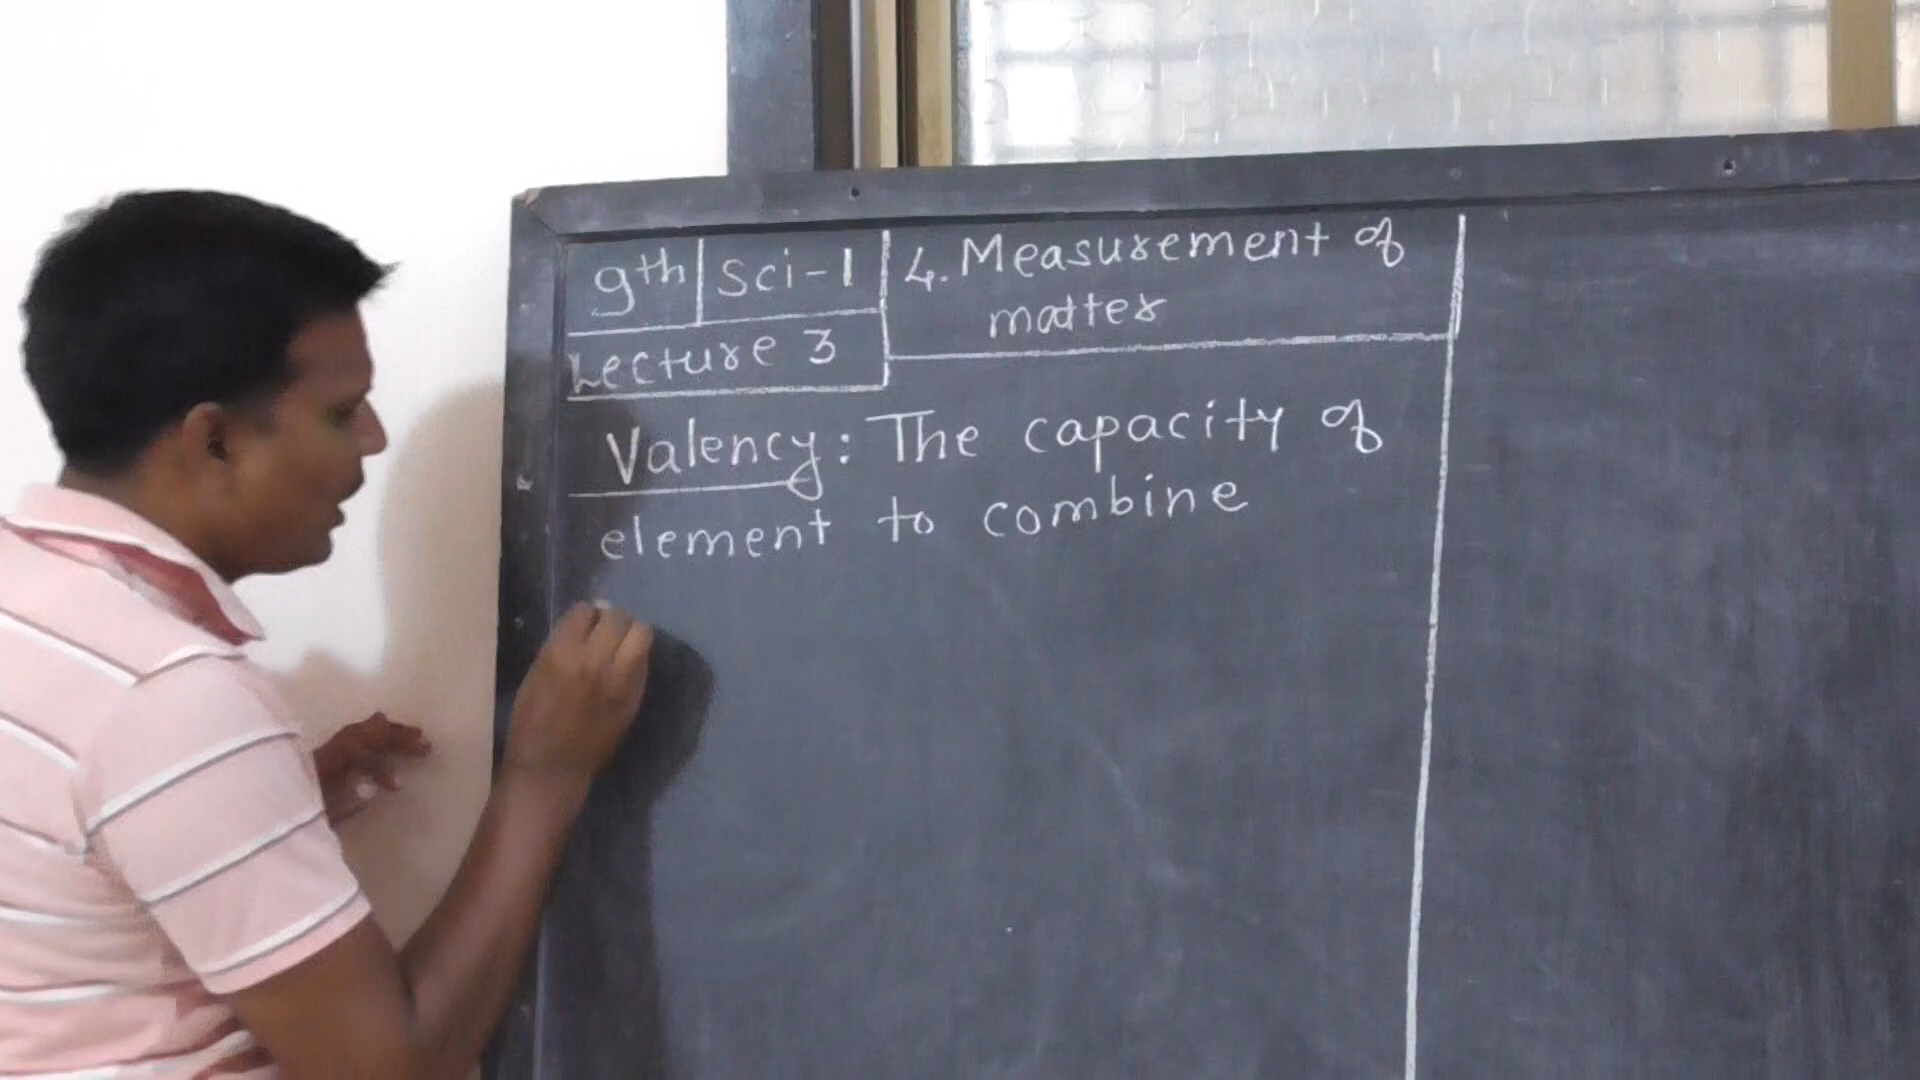 9th Sci-1
Lecture 3
4. Measurement of
matter
Valency: The capacity of
element to combine